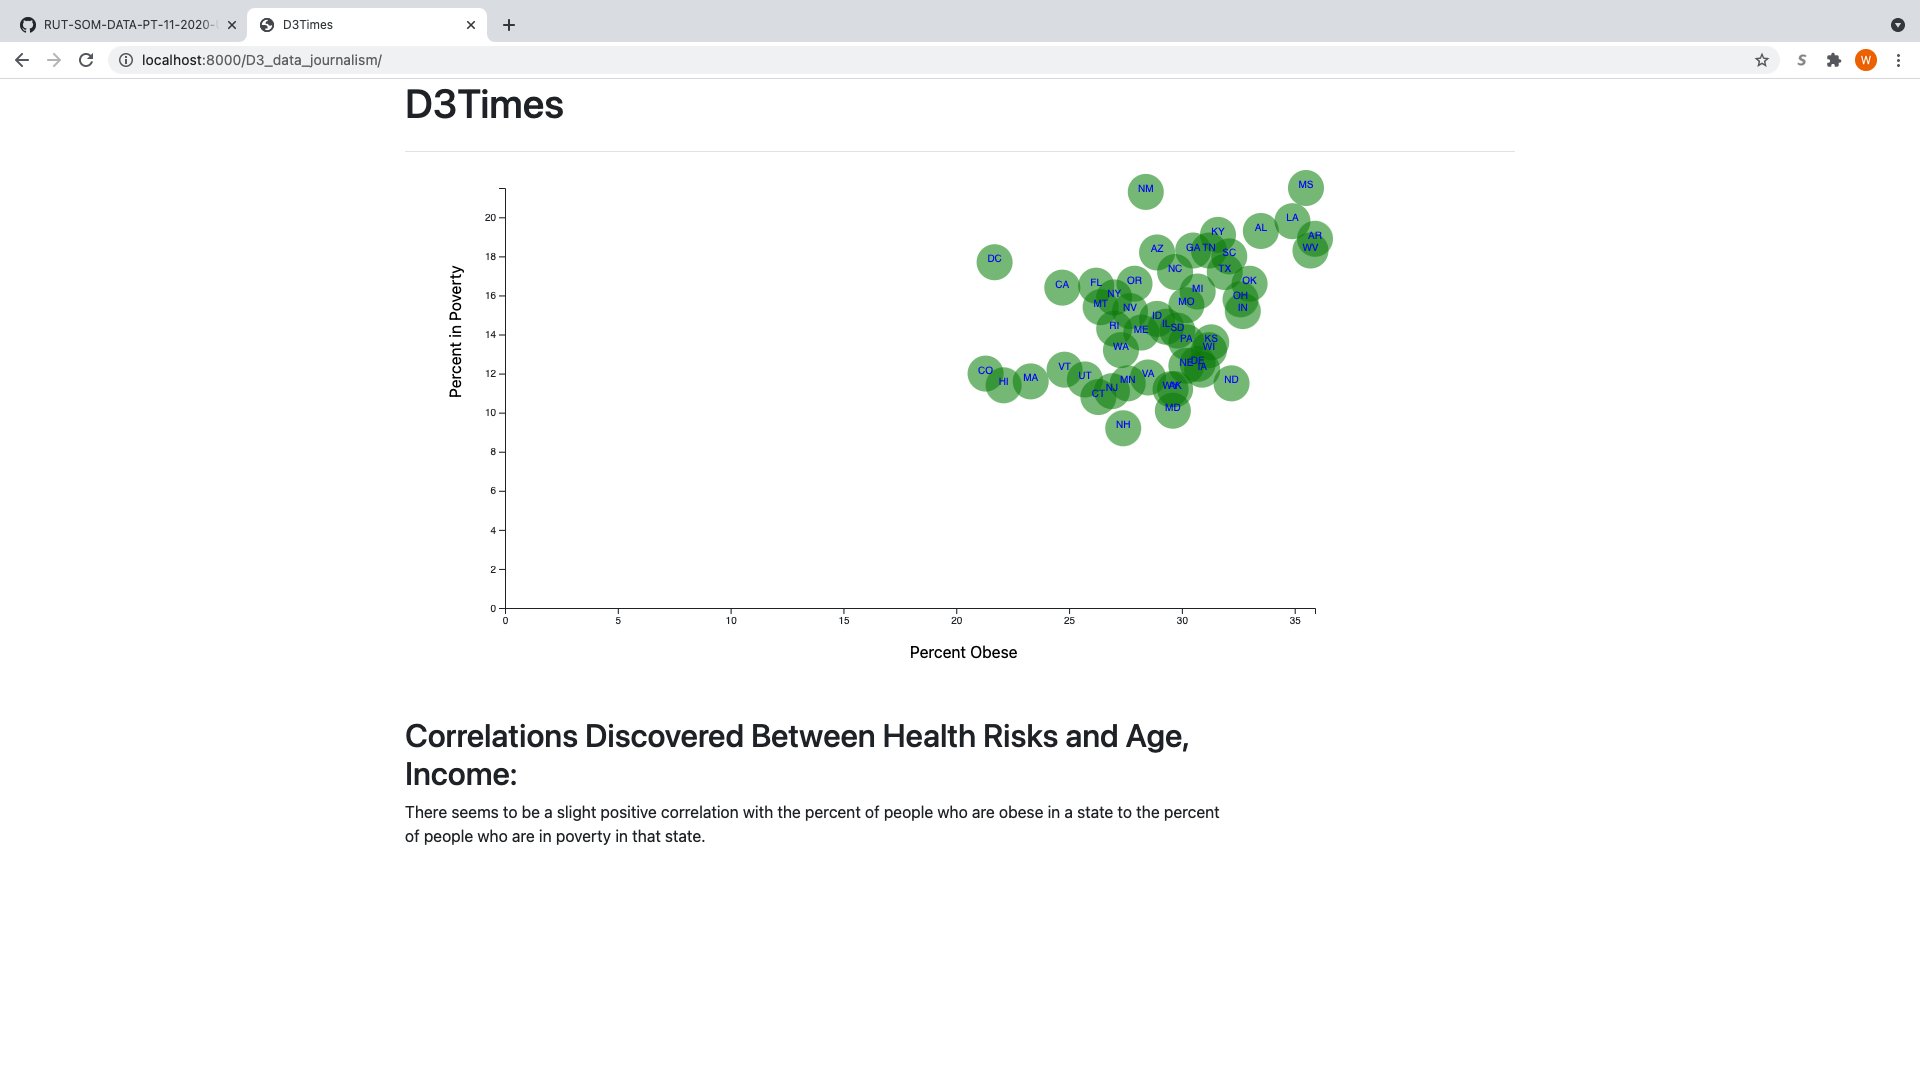 RUT-SOM-DATA-PT-11-2020-
D3Times
localhost:8000/D3_data_journalism/
S
W
D3Times
NM
MS
20
LA
KY
AL
AR
AZ
GA
TN
WV
18
DC
SC
NC
TX
CA
FL
OR
OK
MI
16
NY
OH
MT
NV
MO
IN
ID
IL
14
RI
ME
SD
WA
PA
KS
WI
NE
DE
IA
12
CO
HI
MA
VT
UT
MN
VA
ND
CT
NJ
AK
10
MD
NH
8
6
4
2
0
Percent in Poverty
0
5
10
15
20
25
30
35
Percent Obese
Correlations Discovered Between Health Risks and Age,
Income:
There seems to be a slight positive correlation with the percent of people who are obese in a state to the percent
of people who are in poverty in that state.